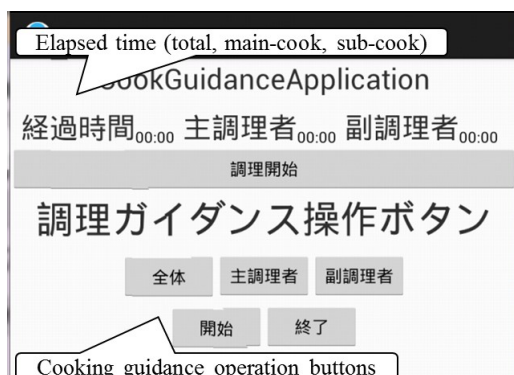 Elapsed time (total, main-cook, sub-cook)
CookGuidanceApplication
経過時間00:00 主調理者00:00 副調理者00:00
調理開始
調理ガイダンス操作ボタン
全体 主調理者 副調理者
開始 終了
Cooking guidance operation buttons